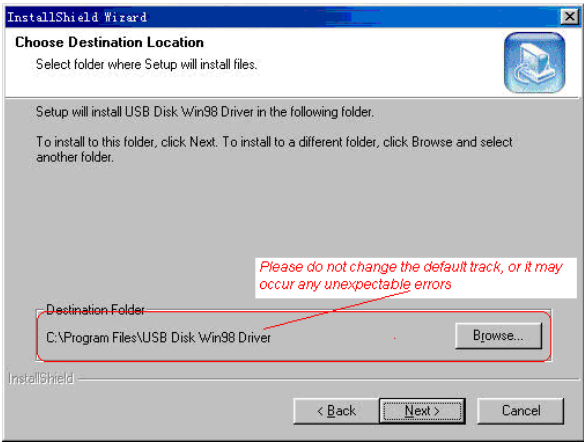 InstallShield Wizard
Choose Destination Location
Select folder where Setup will install files.
Setup will install USB Disk Win98 Driver in the following folder.
To install to this folder, click Next. To install to a different folder, click Browse and select
another folder.
Please do not change the default track, or it may
occur any unexpectable errors
Destination Folder
C:\Program Files\USB Disk Win98 Driver
Browse...
InstallShield
< Back
Next >
Cancel